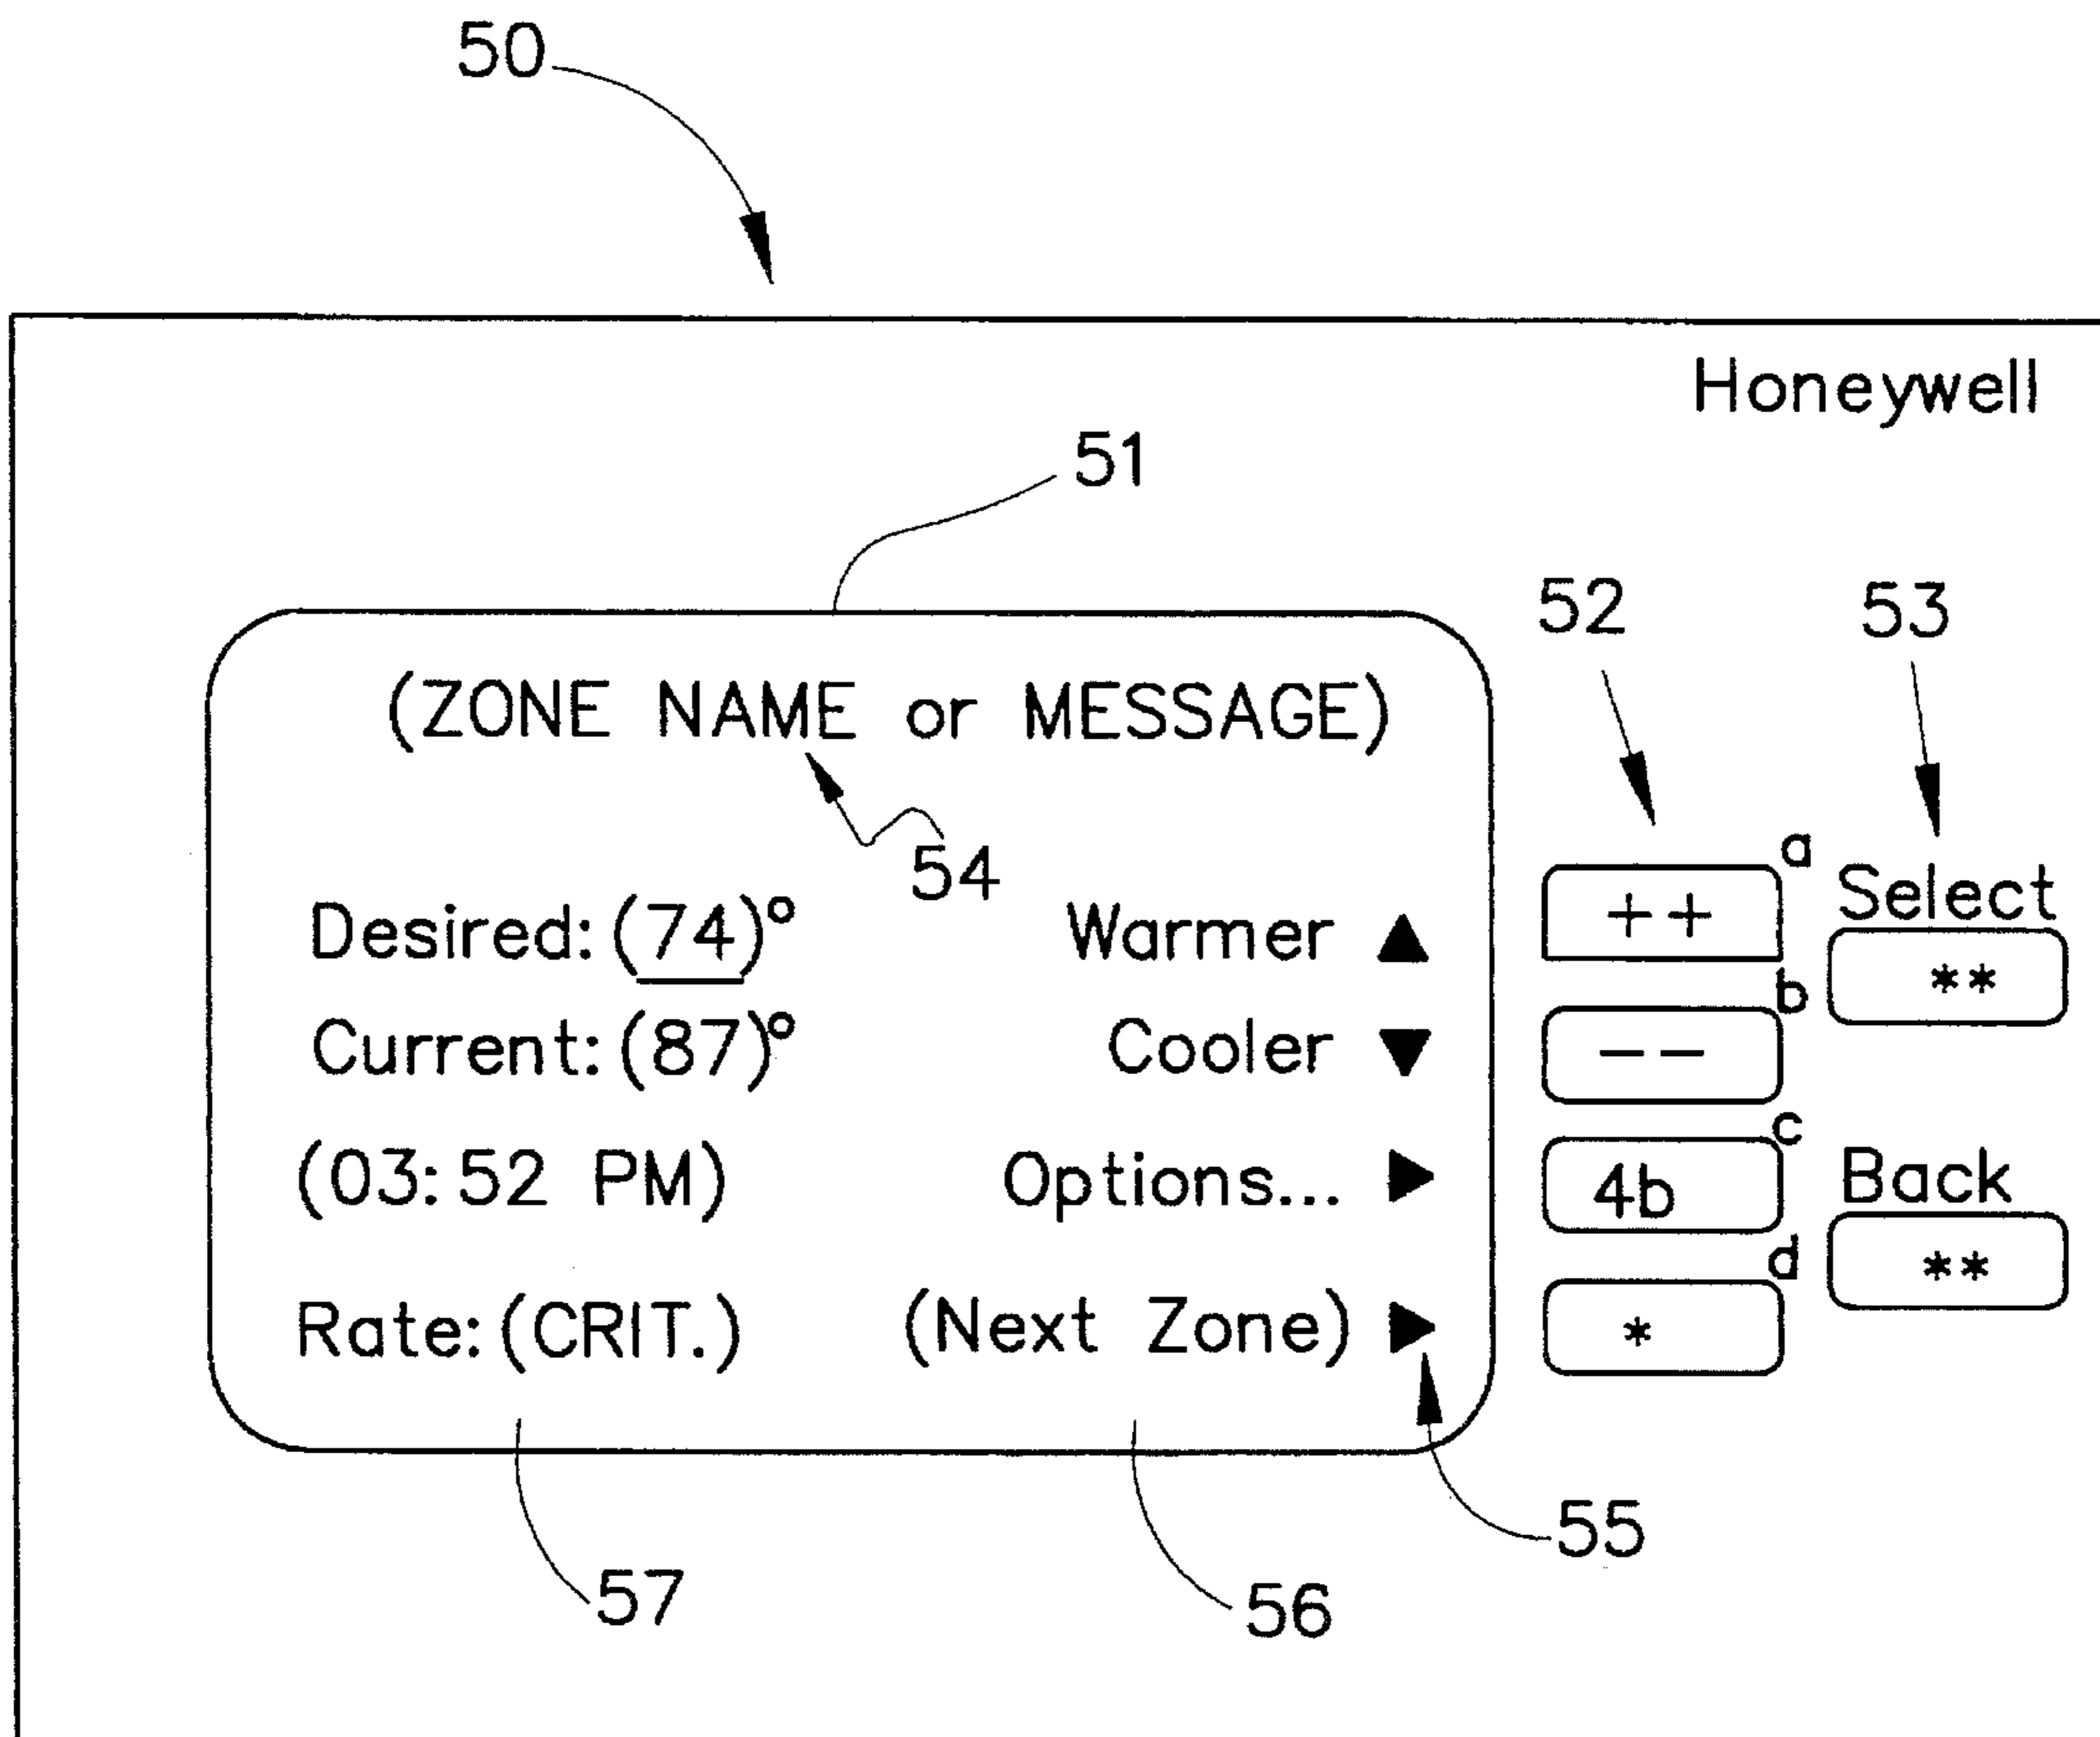 50
Honeywell
51
52
53
(ZONE NAME or MESSAGE)
54
a
Select
Desired: (74)° Warmer ▲ ++
**
b
Current: (87)° Cooler ▼ --
c
(03:52 PM) Options... ▶ 4b
Back
**
d
Rate: (CRIT.) (Next Zone) ▶ *
55
57
56